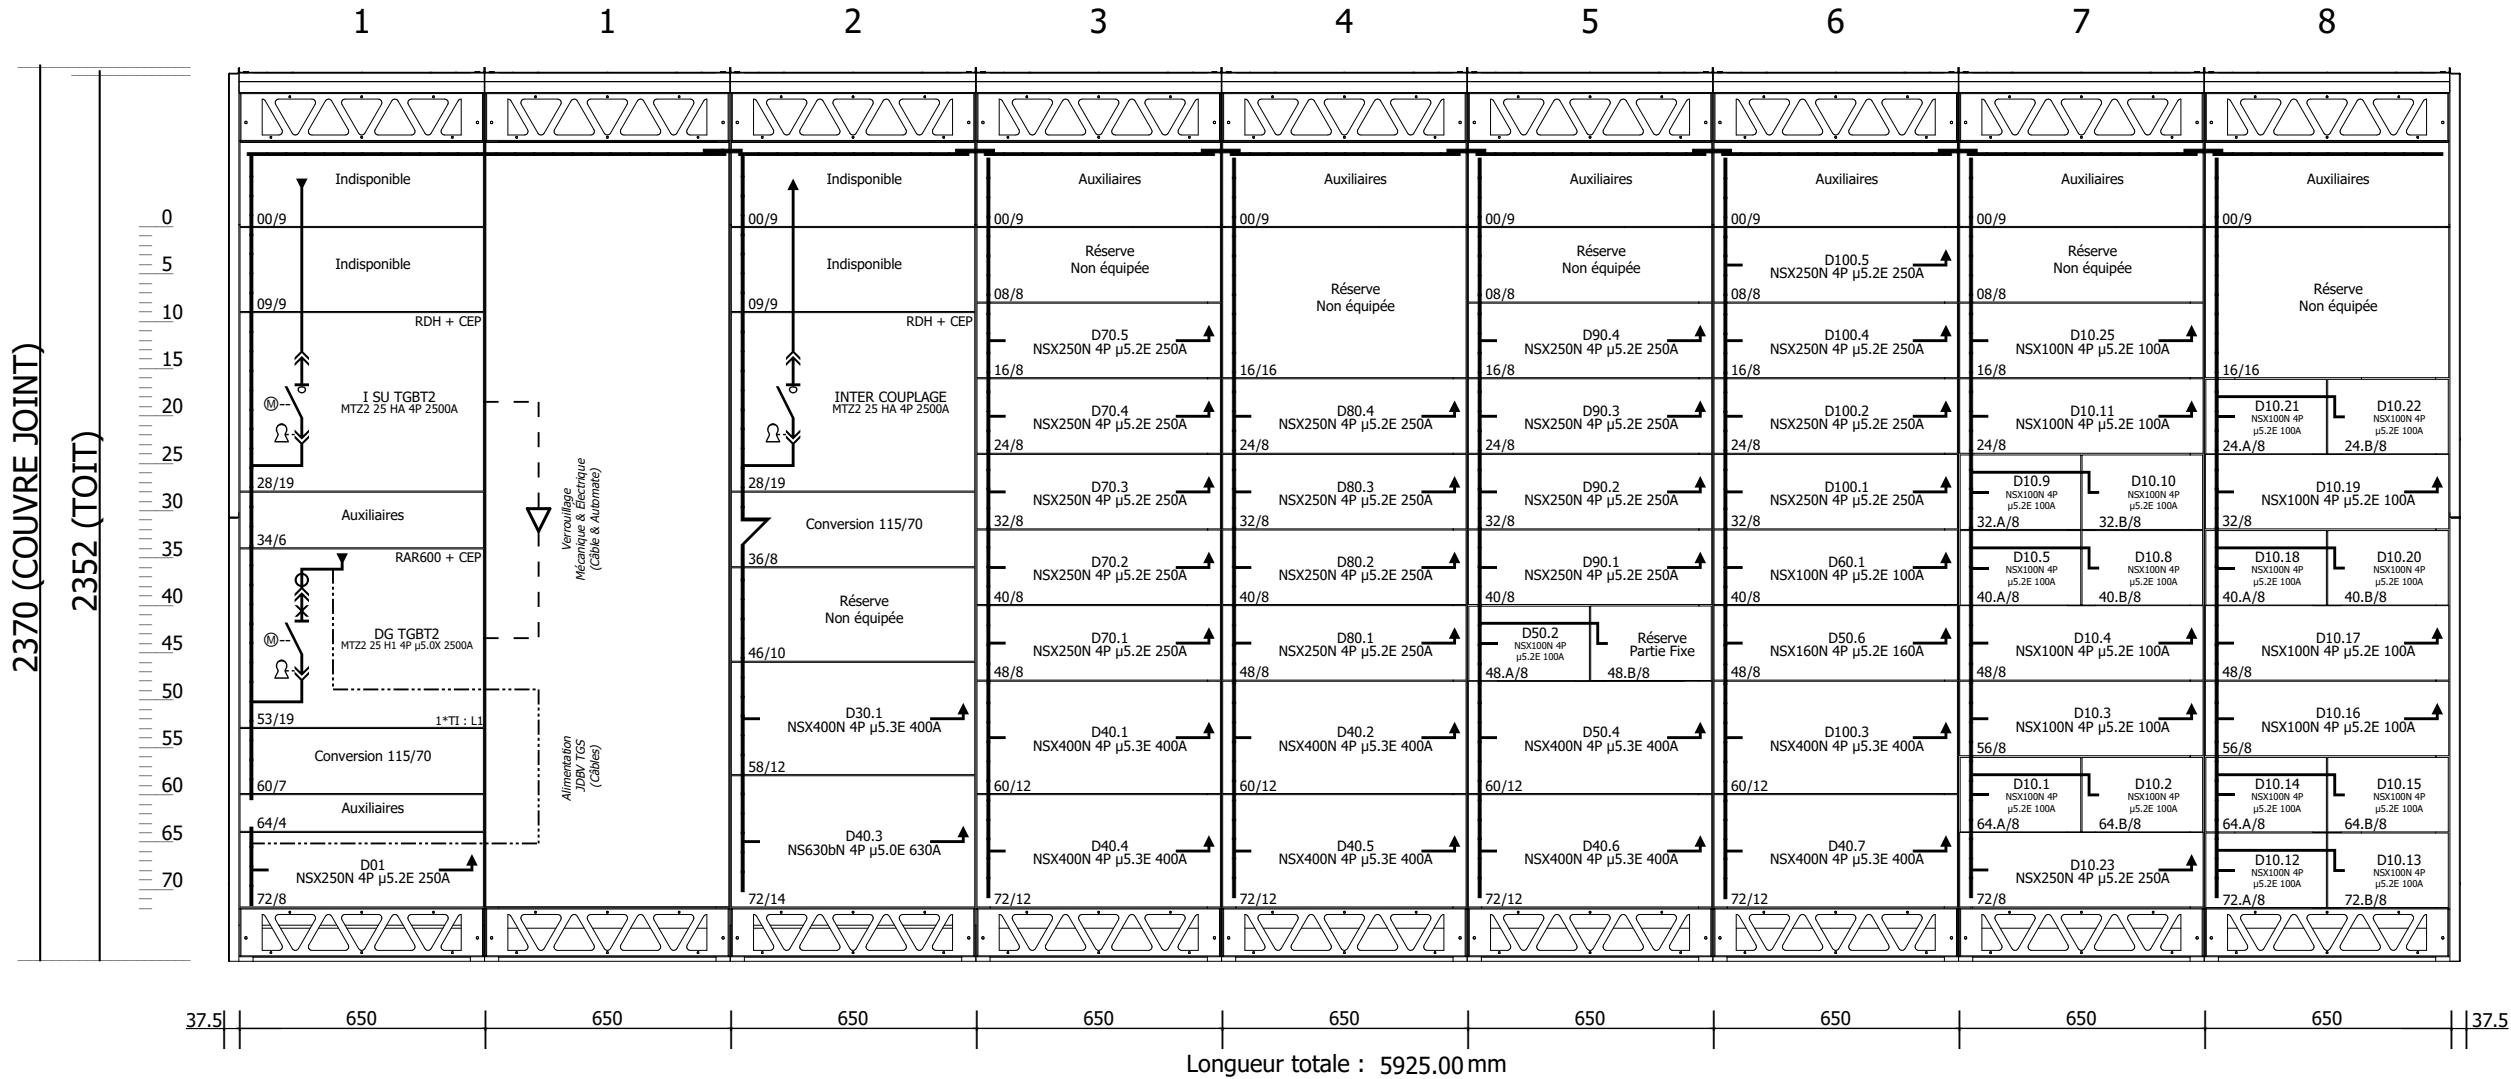 1
1
2
3
4
5
6
7
8
2370 (COUVRE JOINT)
2352 (TOIT)
0
5
10
15
20
25
30
35
40
45
50
55
60
65
70
Indisponible
00/9
Indisponible
09/9
RDH + CEP
I SU TGBT2
MTZ2 25 HA 4P 2500A
M
28/19
Auxiliaires
34/6
RAR600 + CEP
DG TGBT2
MTZ2 25 H1 4P µ5.0X 2500A
M
53/19
1*TI : L1
Conversion 115/70
60/7
Auxiliaires
64/4
D01
NSX250N 4P µ5.2E 250A
72/8
Verrouillage
Mécanique & Électrique
(Câble & Automate)
Alimentation
JDBV TGS
(Câbles)
Indisponible
00/9
Indisponible
09/9
RDH + CEP
INTER COUPLAGE
MTZ2 25 HA 4P 2500A
28/19
Conversion 115/70
36/8
Réserve
Non équipée
46/10
D30.1
NSX400N 4P µ5.3E 400A
58/12
D40.3
NS630bN 4P µ5.0E 630A
72/14
Auxiliaires
00/9
Réserve
Non équipée
08/8
D70.5
NSX250N 4P µ5.2E 250A
16/8
D70.4
NSX250N 4P µ5.2E 250A
24/8
D70.3
NSX250N 4P µ5.2E 250A
32/8
D70.2
NSX250N 4P µ5.2E 250A
40/8
D70.1
NSX250N 4P µ5.2E 250A
48/8
D40.1
NSX400N 4P µ5.3E 400A
60/12
D40.4
NSX400N 4P µ5.3E 400A
72/12
Auxiliaires
00/9
Réserve
Non équipée
16/16
D80.4
NSX250N 4P µ5.2E 250A
24/8
D80.3
NSX250N 4P µ5.2E 250A
32/8
D80.2
NSX250N 4P µ5.2E 250A
40/8
D80.1
NSX250N 4P µ5.2E 250A
48/8
D40.2
NSX400N 4P µ5.3E 400A
60/12
D40.5
NSX400N 4P µ5.3E 400A
72/12
Auxiliaires
00/9
Réserve
Non équipée
08/8
D90.4
NSX250N 4P µ5.2E 250A
16/8
D90.3
NSX250N 4P µ5.2E 250A
24/8
D90.2
NSX250N 4P µ5.2E 250A
32/8
D90.1
NSX250N 4P µ5.2E 250A
40/8
D50.2
NSX100N 4P
µ5.2E 100A
48.A/8
Réserve
Partie Fixe
48.B/8
D50.4
NSX400N 4P µ5.3E 400A
60/12
D40.6
NSX400N 4P µ5.3E 400A
72/12
Auxiliaires
00/9
D100.5
NSX250N 4P µ5.2E 250A
08/8
D100.4
NSX250N 4P µ5.2E 250A
16/8
D100.2
NSX250N 4P µ5.2E 250A
24/8
D100.1
NSX250N 4P µ5.2E 250A
32/8
D60.1
NSX100N 4P µ5.2E 100A
40/8
D50.6
NSX160N 4P µ5.2E 160A
48/8
D100.3
NSX400N 4P µ5.3E 400A
60/12
D40.7
NSX400N 4P µ5.3E 400A
72/12
Auxiliaires
00/9
Réserve
Non équipée
08/8
D10.25
NSX100N 4P µ5.2E 100A
16/8
D10.11
NSX100N 4P µ5.2E 100A
24/8
D10.9
NSX100N 4P
µ5.2E 100A
32.A/8
D10.10
NSX100N 4P
µ5.2E 100A
32.B/8
D10.5
NSX100N 4P
µ5.2E 100A
40.A/8
D10.8
NSX100N 4P
µ5.2E 100A
40.B/8
D10.4
NSX100N 4P µ5.2E 100A
48/8
D10.3
NSX100N 4P µ5.2E 100A
56/8
D10.1
NSX100N 4P
µ5.2E 100A
64.A/8
D10.2
NSX100N 4P
µ5.2E 100A
64.B/8
D10.23
NSX250N 4P µ5.2E 250A
72/8
Auxiliaires
00/9
Réserve
Non équipée
16/16
D10.21
NSX100N 4P
µ5.2E 100A
24.A/8
D10.22
NSX100N 4P
µ5.2E 100A
24.B/8
D10.19
NSX100N 4P µ5.2E 100A
32/8
D10.18
NSX100N 4P
µ5.2E 100A
40.A/8
D10.20
NSX100N 4P
µ5.2E 100A
40.B/8
D10.17
NSX100N 4P µ5.2E 100A
48/8
D10.16
NSX100N 4P µ5.2E 100A
56/8
D10.14
NSX100N 4P
µ5.2E 100A
64.A/8
D10.15
NSX100N 4P
µ5.2E 100A
64.B/8
D10.12
NSX100N 4P
µ5.2E 100A
72.A/8
D10.13
NSX100N 4P
µ5.2E 100A
72.B/8
37.5
650
650
650
650
650
650
650
650
650
37.5
Longueur totale : 5925.00 mm